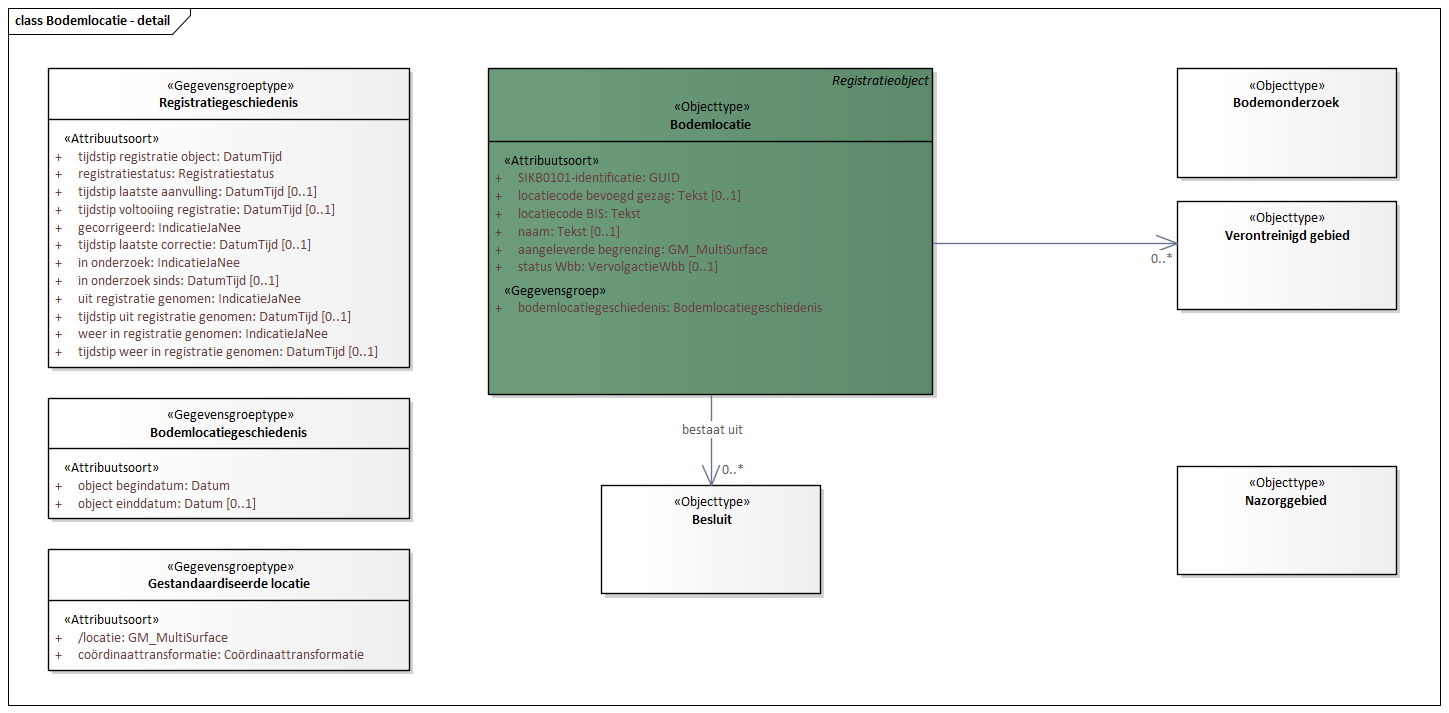 class Bodemlocatie - detail
«Gegevensgroeptype»
Registratiegeschiedenis
«Attribuutsoort»
+ tijdstip registratie object: DatumTijd
+ registratiestatus: Registratiestatus
+ tijdstip laatste aanvulling: DatumTijd [0..1]
+ tijdstip voltooiing registratie: DatumTijd [0..1]
+ gecorrigeerd: IndicatieJaNee
+ tijdstip laatste correctie: DatumTijd [0..1]
+ in onderzoek: IndicatieJaNee
+ in onderzoek sinds: DatumTijd [0..1]
+ uit registratie genomen: IndicatieJaNee
+ tijdstip uit registratie genomen: DatumTijd [0..1]
+ weer in registratie genomen: IndicatieJaNee
+ tijdstip weer in registratie genomen: DatumTijd [0..1]
«Gegevensgroeptype»
Bodemlocatiegeschiedenis
«Attribuutsoort»
+ object begindatum: Datum
+ object einddatum: Datum [0..1]
«Gegevensgroeptype»
Gestandaardiseerde locatie
«Attribuutsoort»
+ /locatie: GM_MultiSurface
+ coördinaattransformatie: Coördinaattransformatie
Registratieobject
«Objecttype»
Bodemlocatie
«Attribuutsoort»
+ SIKB0101-identificatie: GUID
+ locatiecode bevoegd gezag: Tekst [0..1]
+ locatiecode BIS: Tekst
+ naam: Tekst [0..1]
+ aangeleverde begrenzing: GM_MultiSurface
+ status Wbb: VervolgactieWbb [0..1]
«Gegevensgroep»
+ bodemlocatiegeschiedenis: Bodemlocatiegeschiedenis
bestaat uit
0..*
«Objecttype»
Besluit
«Objecttype»
Bodemonderzoek
«Objecttype»
Verontreinigd gebied
0..*
«Objecttype»
Nazorggebied